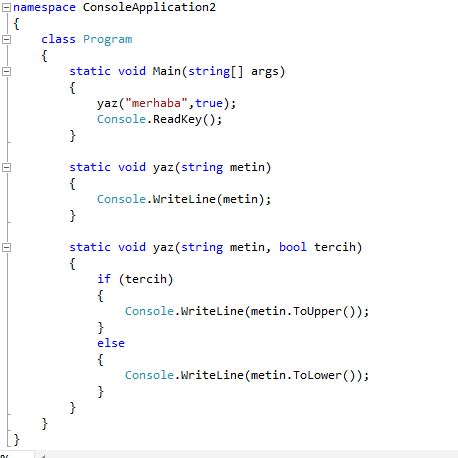 namespace ConsoleApplication2
{
    class Program
    {
        static void Main(string[] args)
        {
            yaz("merhaba",true);
            Console.ReadKey();
        }

        static void yaz(string metin)
        {
            Console.WriteLine(metin);
        }

        static void yaz(string metin, bool tercih)
        {
            if (tercih)
            {
                Console.WriteLine(metin.ToUpper());
            }
            else
            {
                Console.WriteLine(metin.ToLower());
            }
        }
    }
}